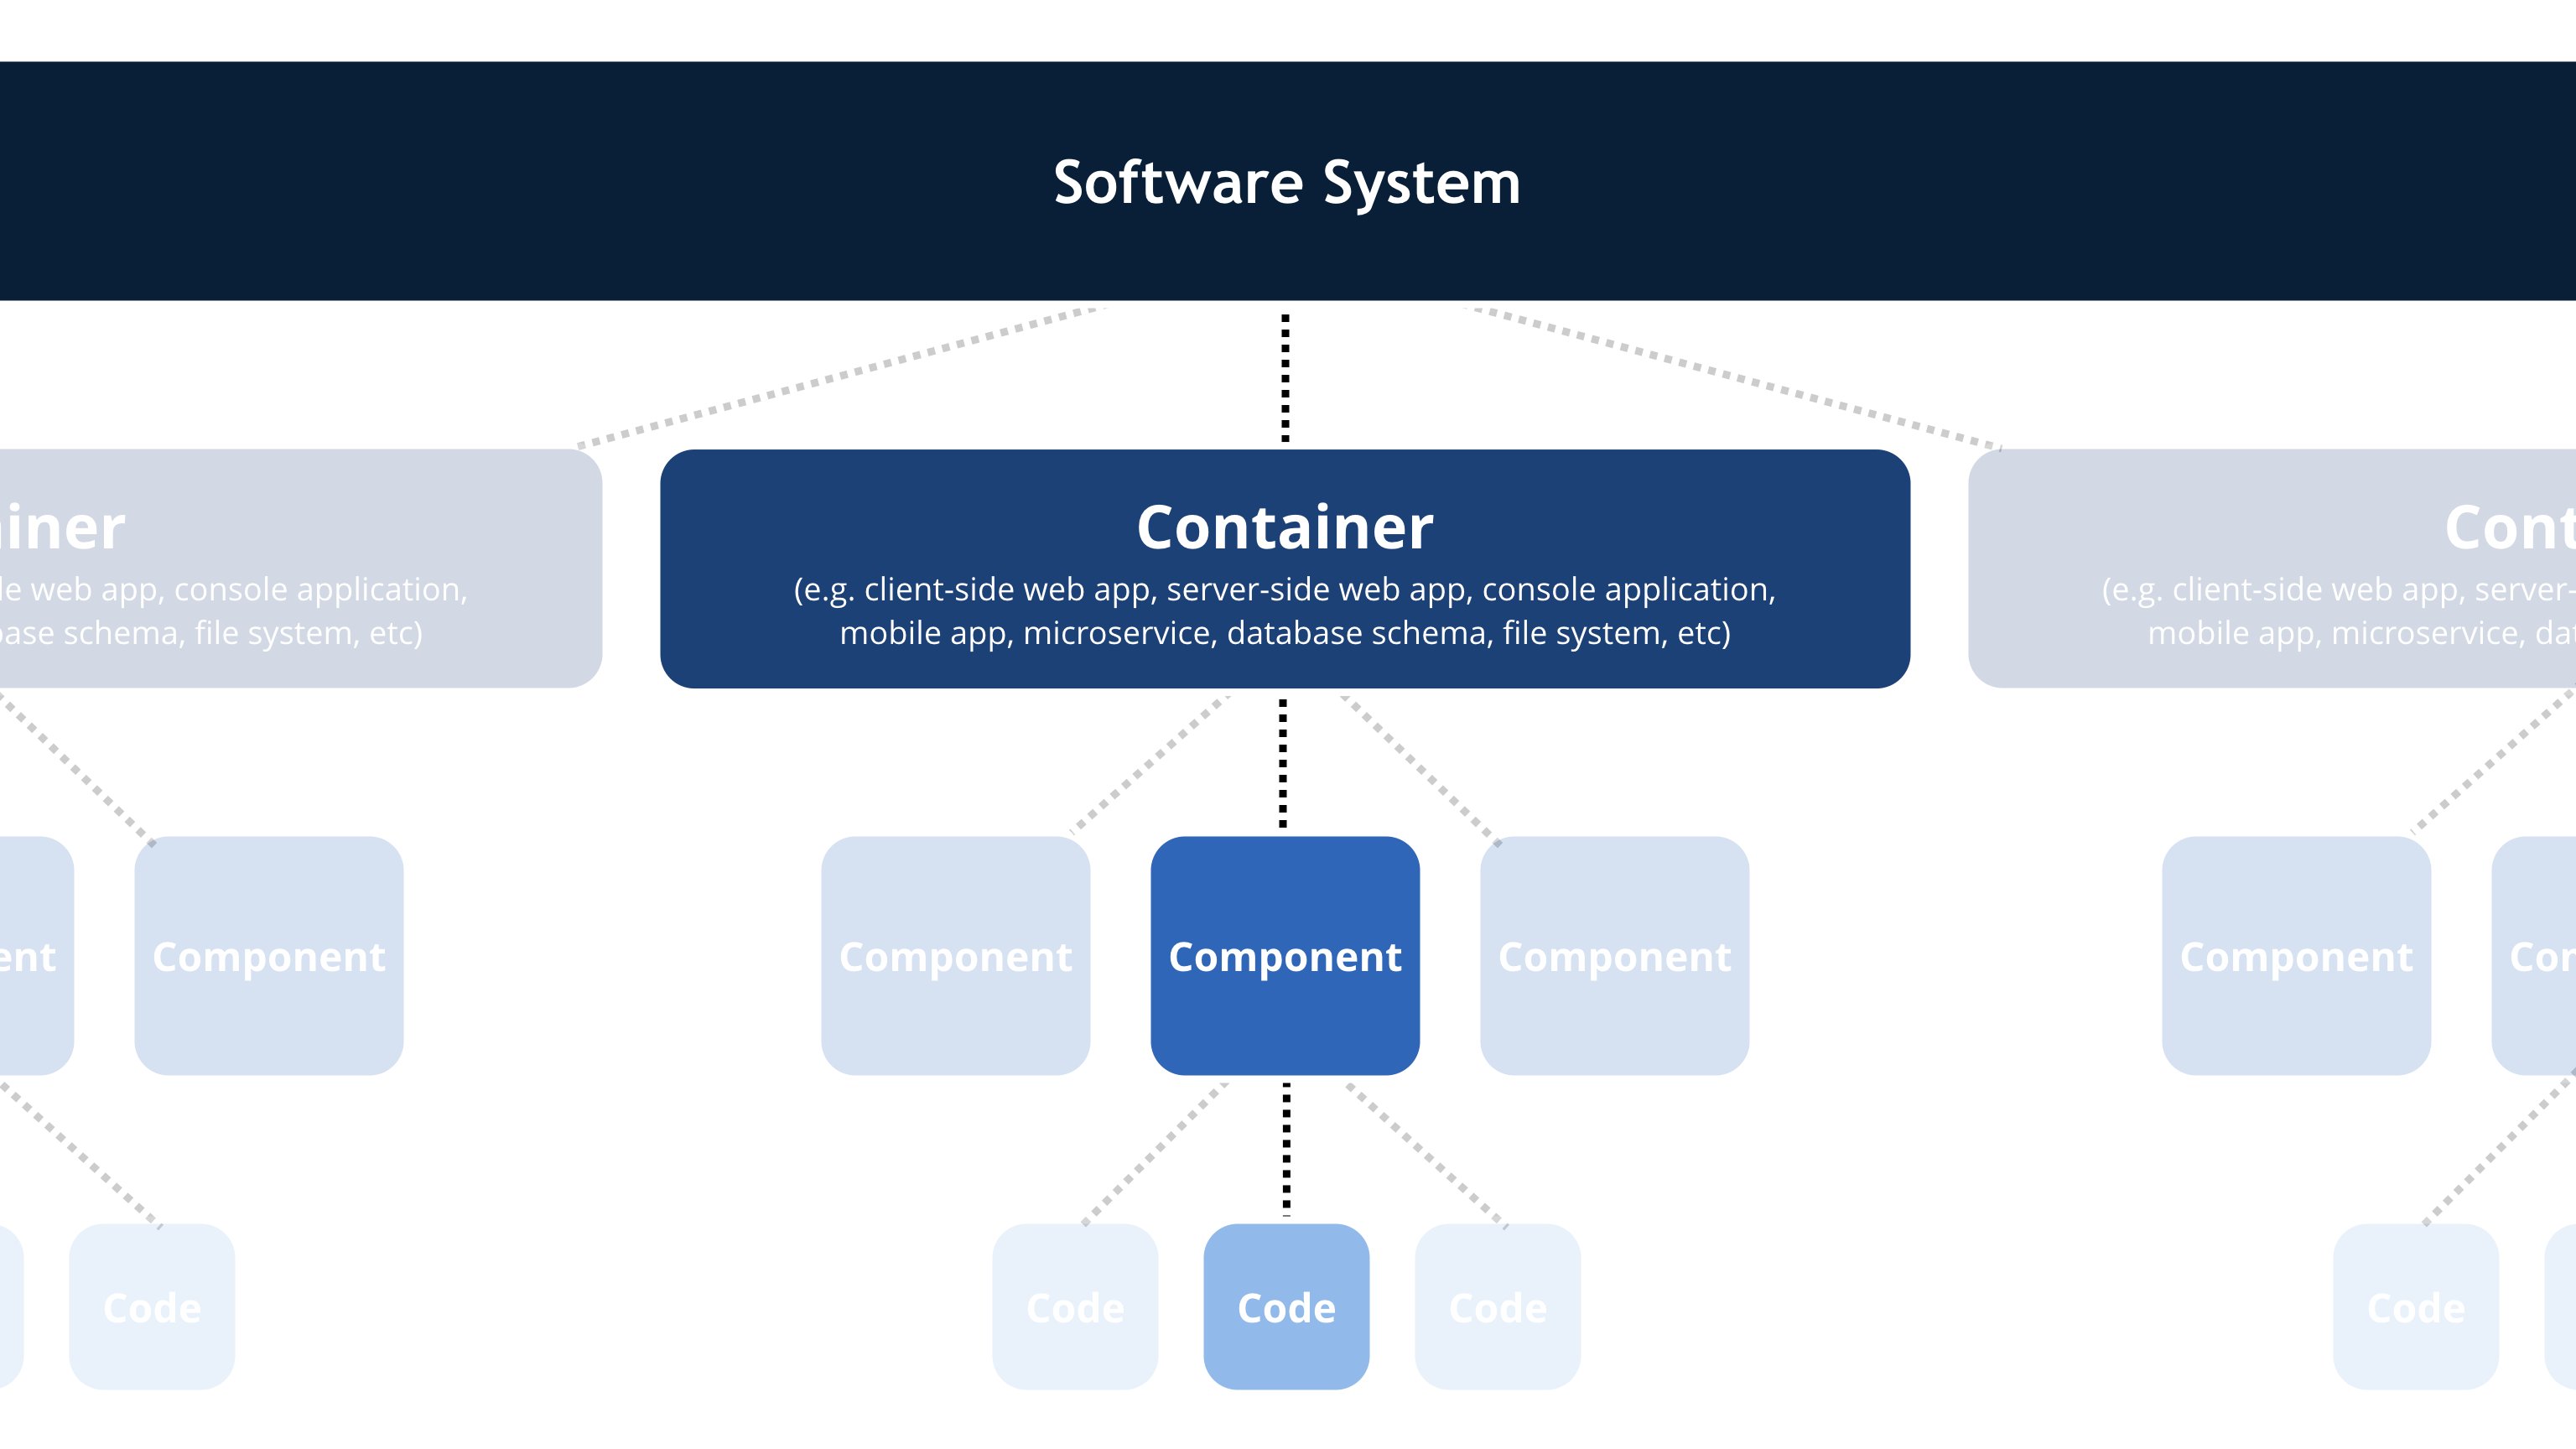 Software System
Container
(e.g. client-side web app, server-side web app, console application,
mobile app, microservice, database schema, file system, etc)
iner
le web app, console application,
ase schema, file system, etc)
Cont
(e.g. client-side web app, server-
mobile app, microservice, dat
ent
Component
Component
Component
Component
Component
Con
Code
Code
Code
Code
Code